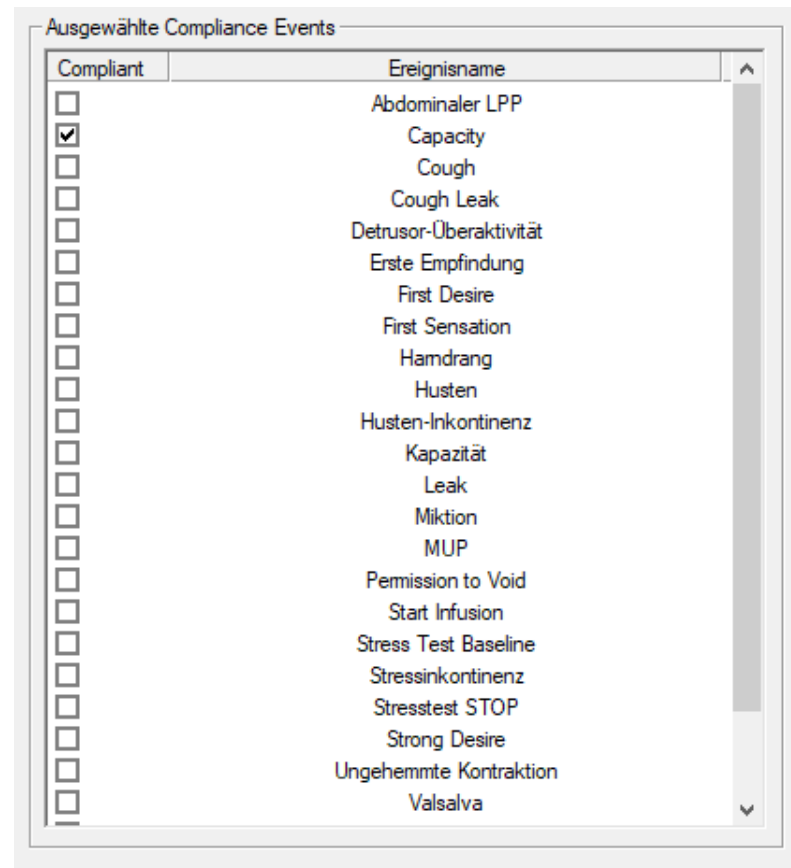 Ausgewählte Compliance Events
Compliant Ereignisname
Abdominaler LPP
Capacity
Cough
Cough Leak
Detrusor-Überaktivität
Erste Empfindung
First Desire
First Sensation
Harndrang
Husten
Husten-Inkontinenz
Kapazität
Leak
Miktion
MUP
Permission to Void
Start Infusion
Stress Test Baseline
Stressinkontinenz
Stresstest STOP
Strong Desire
Ungehemmte Kontraktion
Valsalva